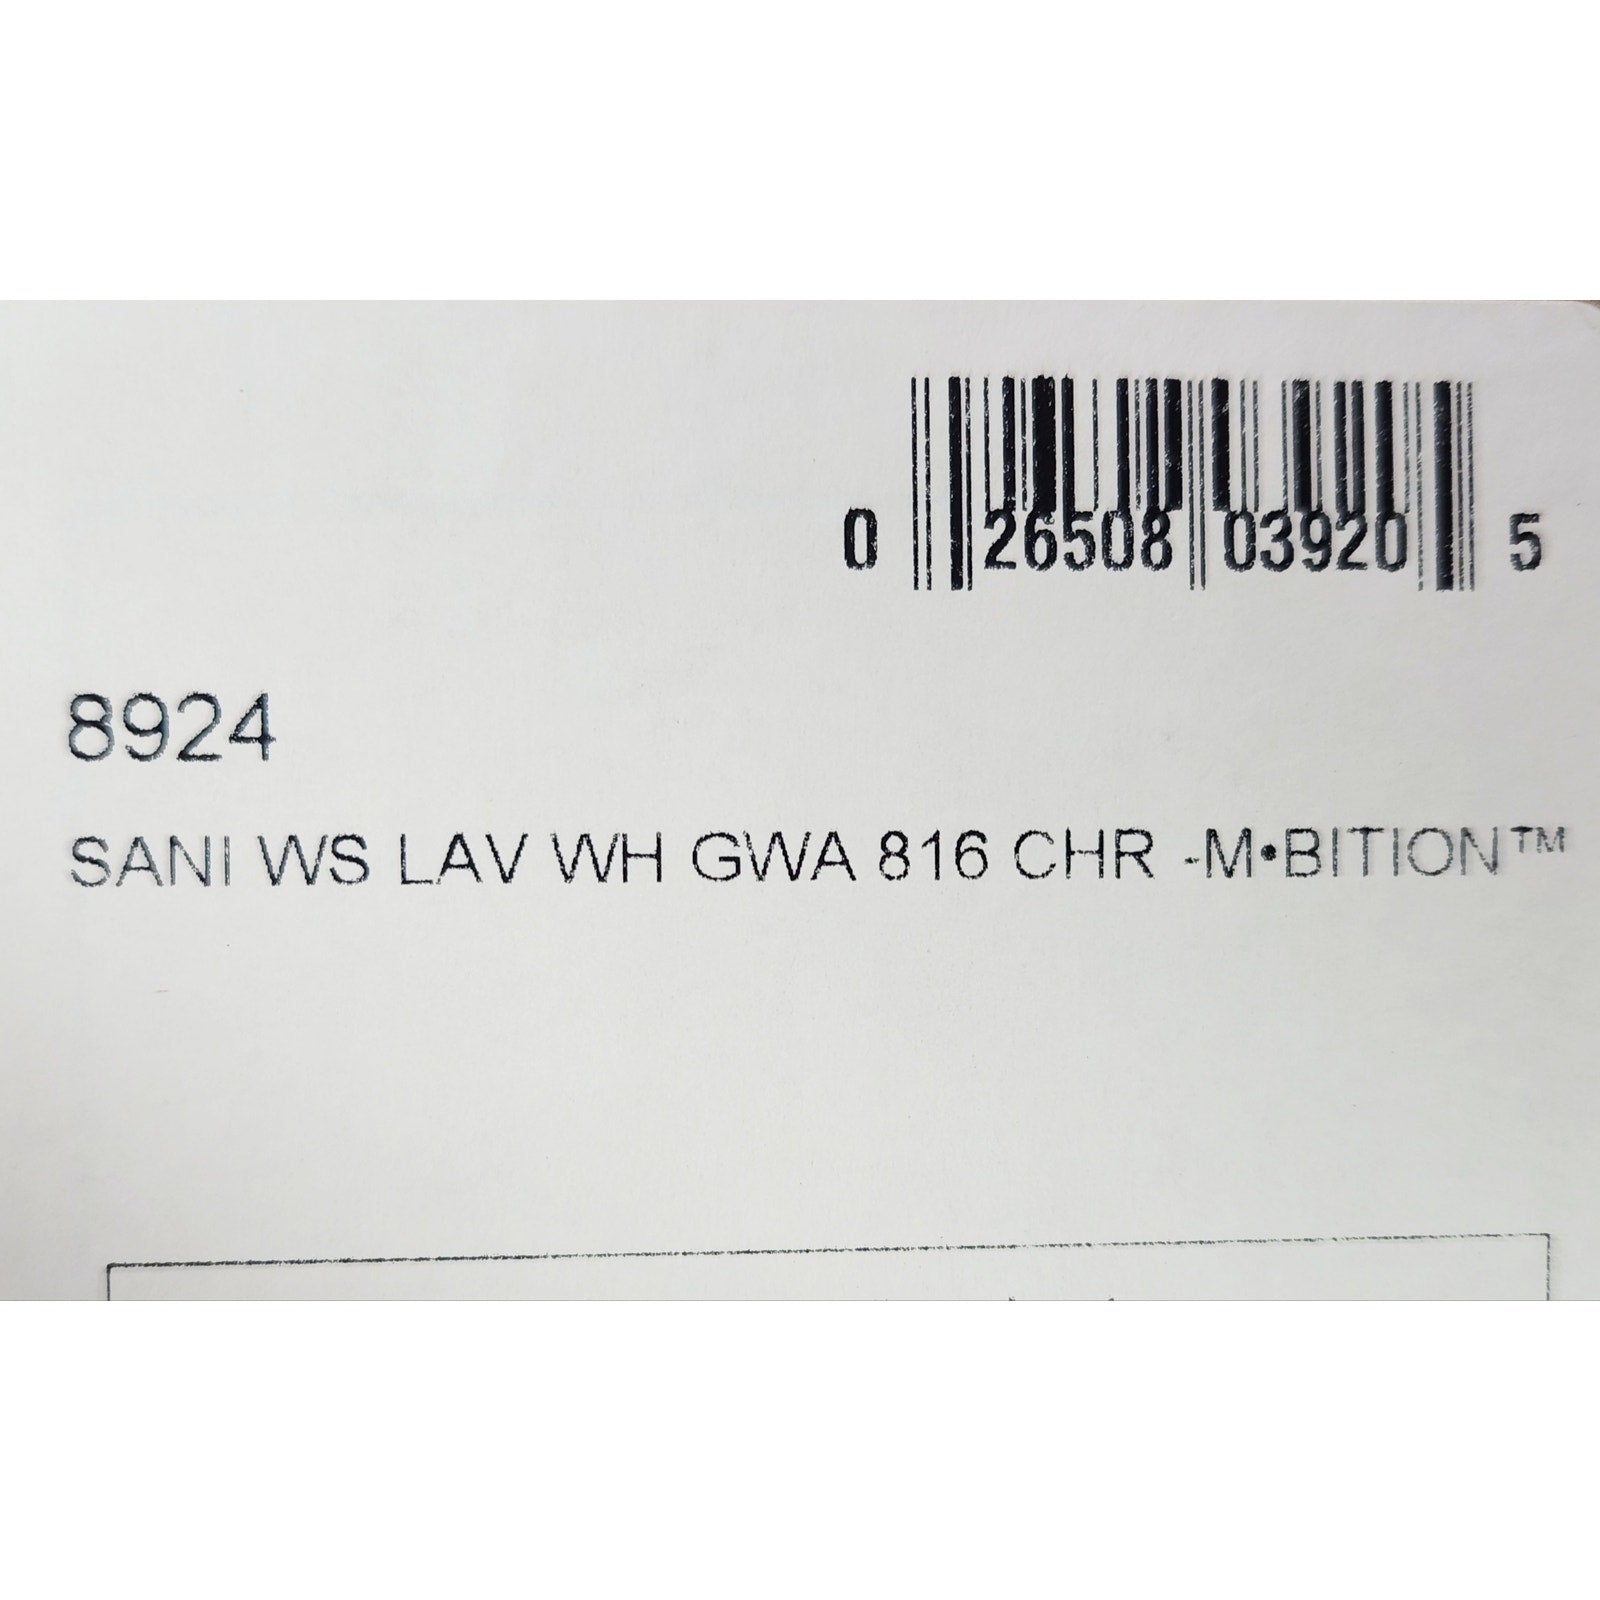 0 26508 03920 5
8924
SANI WS LAV WH GWA 816 CHR -M•BITION™